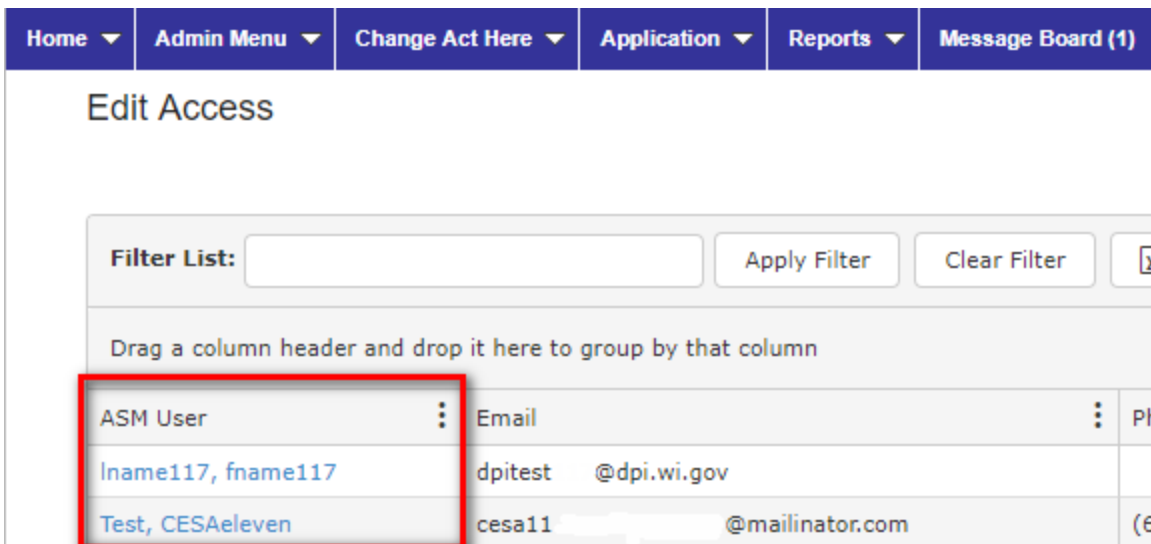 Home Admin Menu Change Act Here Application Reports Message Board (1)
Edit Access
Filter List: Apply Filter Clear Filter
Drag a column header and drop it here to group by that column
ASM User Email
lname117, fname117 dpitest @dpi.wi.gov
Test, CESAeleven cesa11 @mailinator.com